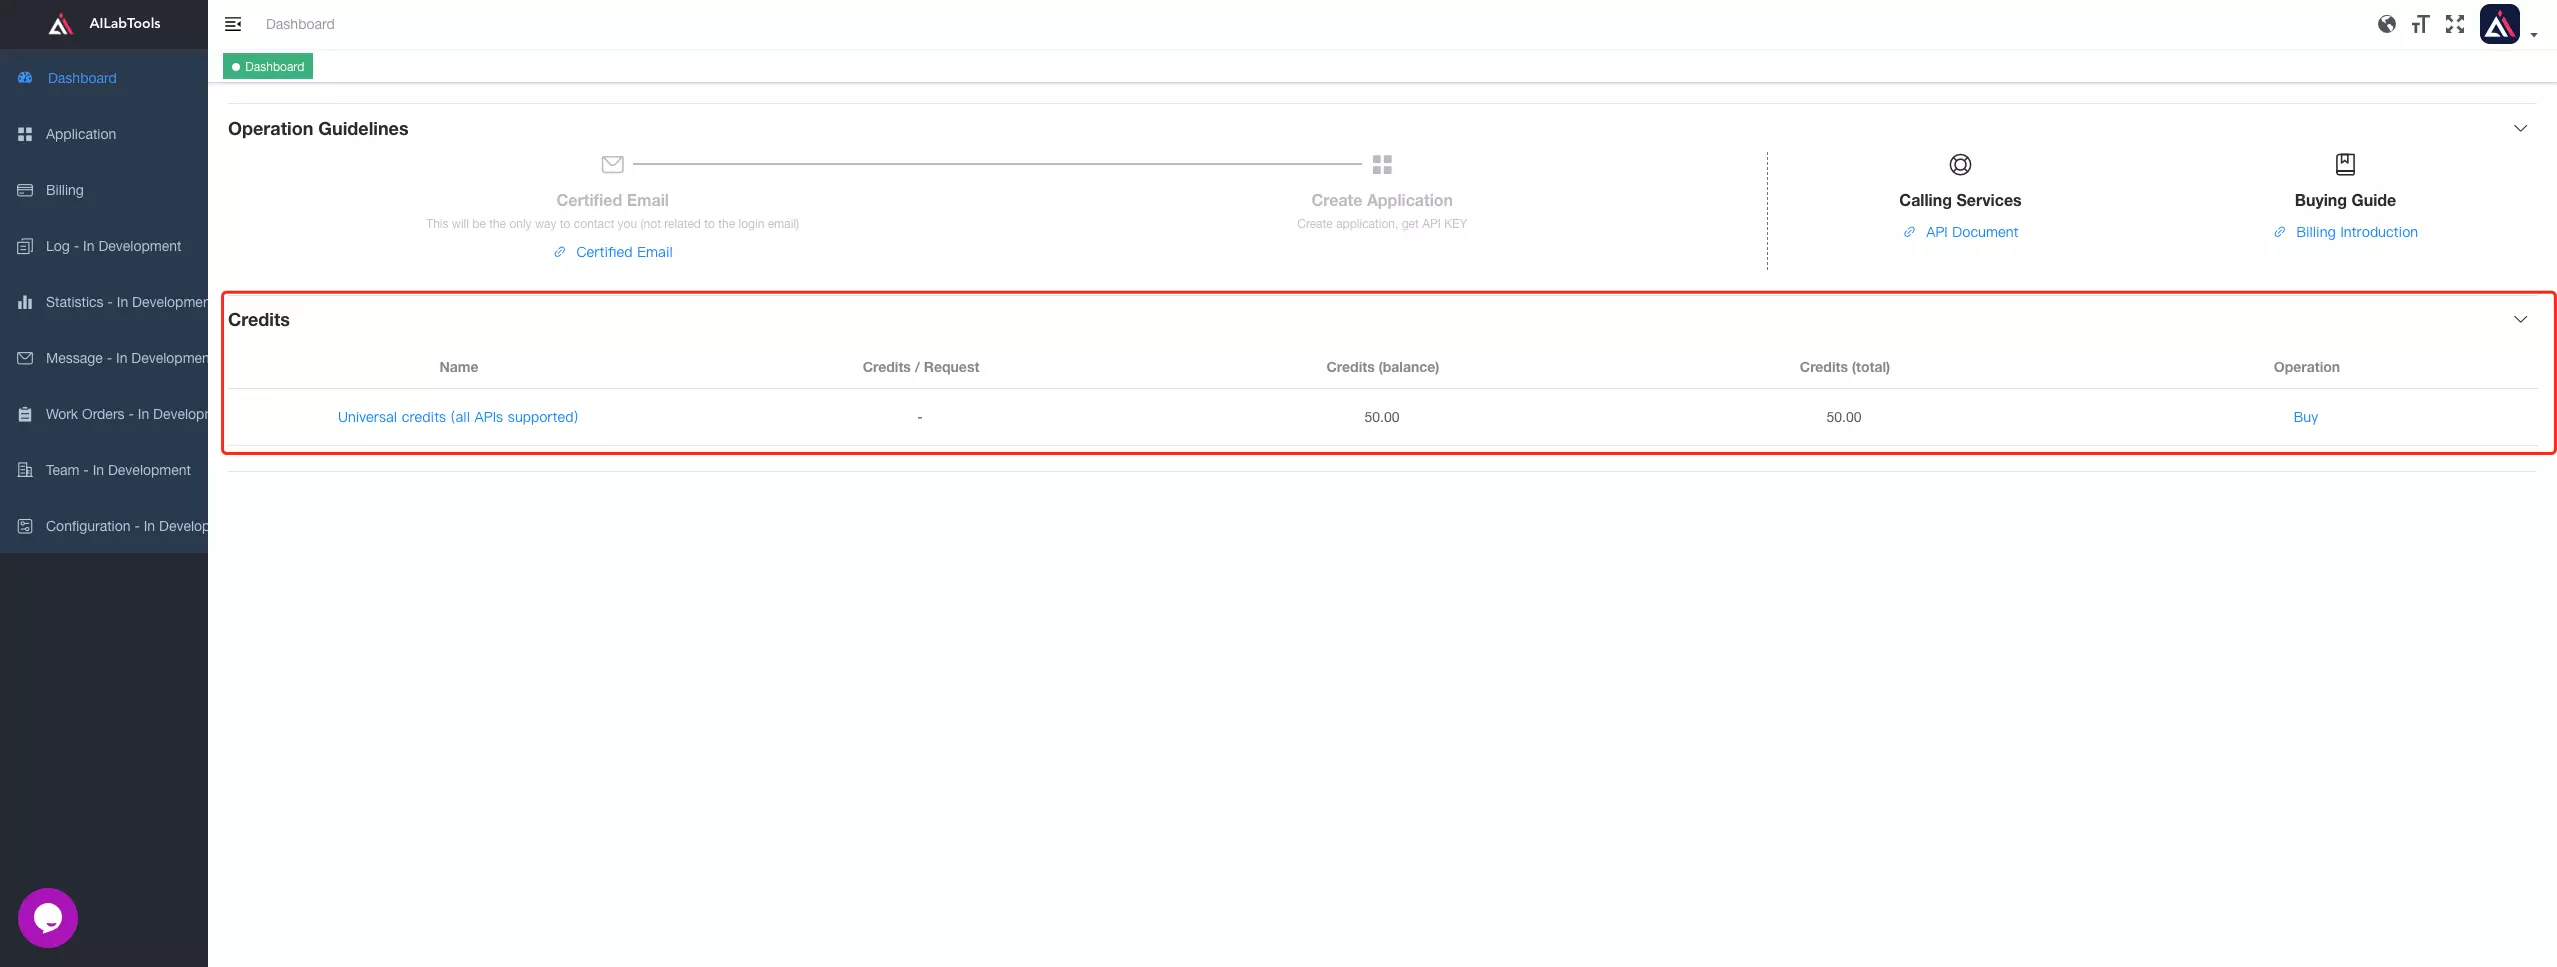 AILabTools
Dashboard
Dashboard
Dashboard
Application
Billing
Log - In Development
Statistics - In Developmen
Message - In Developmen
Work Orders - In Develop
Team - In Development
Configuration - In Develop
Operation Guidelines
Certified Email
This will be the only way to contact you (not related to the login email)
Certified Email
Create Application
Create application, get API KEY
Calling Services
API Document
Buying Guide
Billing Introduction
Credits
Name Credits / Request Credits (balance) Credits (total) Operation
Universal credits (all APIs supported) - 50.00 50.00 Buy